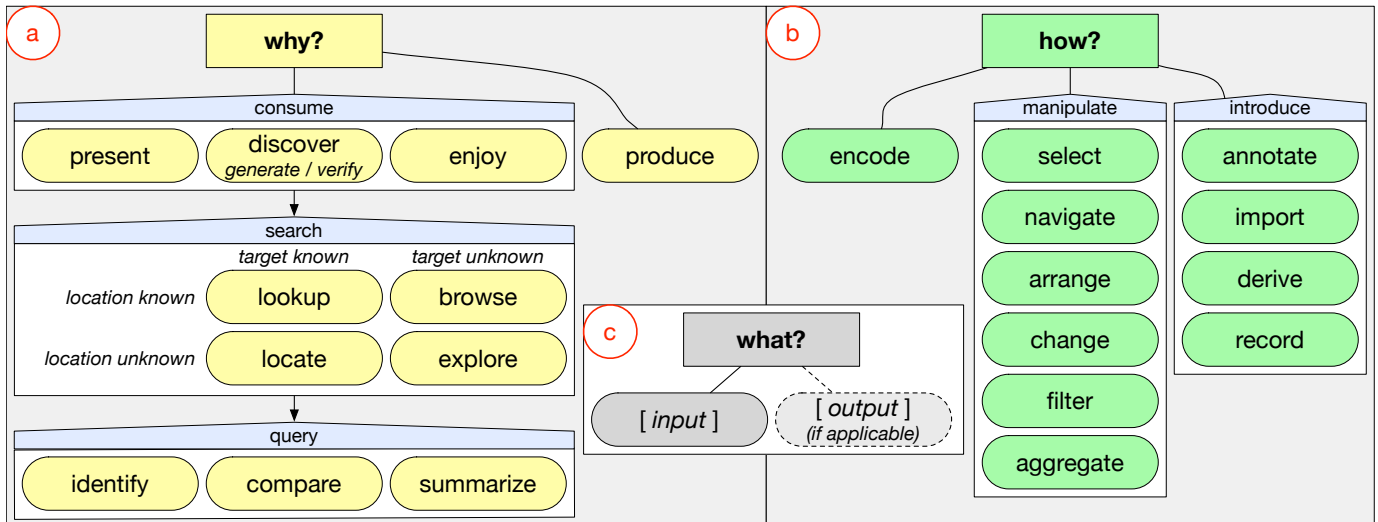 a
why?
consume
present
discover
generate / verify
enjoy
produce
search
target known
target unknown
location known
lookup
browse
location unknown
locate
explore
query
identify
compare
summarize
b
how?
encode
manipulate
select
navigate
arrange
change
filter
aggregate
introduce
annotate
import
derive
record
c
what?
[ input ]
[ output ]
(if applicable)